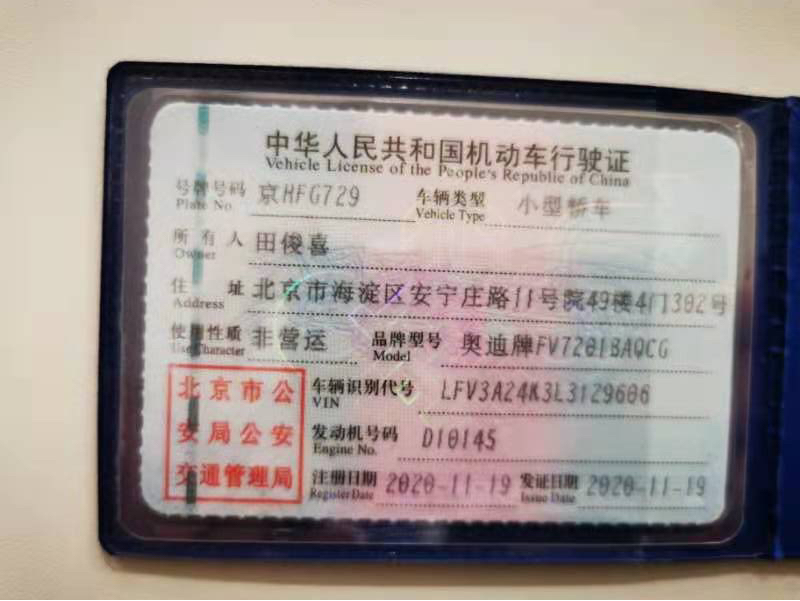 中华人民共和国机动车行驶证
Vehicle License of the People's Republic of China
号牌号码 京HFG729 车辆类型 小型轿车
Plate No. Vehicle Type
所有人 田俊喜
Owner
住址 北京市海淀区安宁庄路11号院49楼4门302号
Address
使用性质 非营运 品牌型号 奥迪牌FV7201BAQCG
Use Character Model
北京市公 车辆识别代号 LFV3A24K3L3129606
VIN
安局公安 发动机号码 D10145
Engine No.
交通管理局 注册日期 2020-11-19 发证日期 2020-11-19
Register Date Issue Date